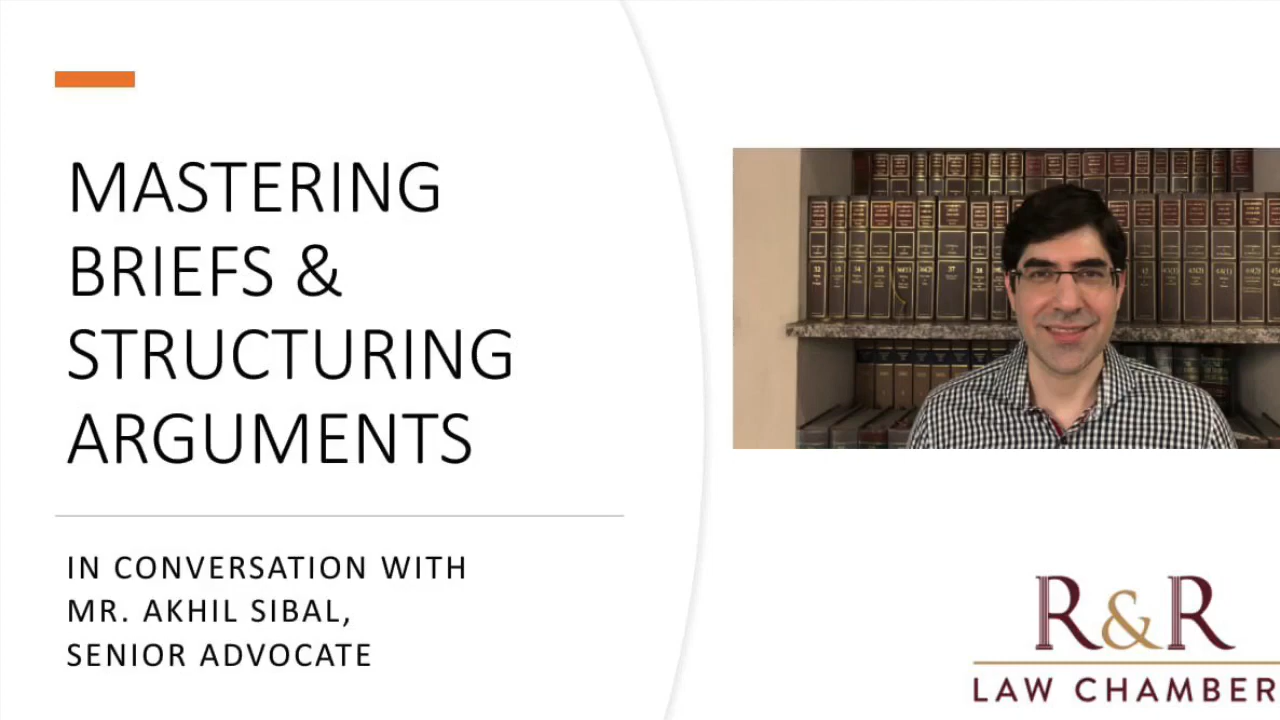 MASTERING
BRIEFS &
STRUCTURING
ARGUMENTS
IN CONVERSATION WITH
MR. AKHIL SIBAL,
SENIOR ADVOCATE
R&R
LAW CHAMBER